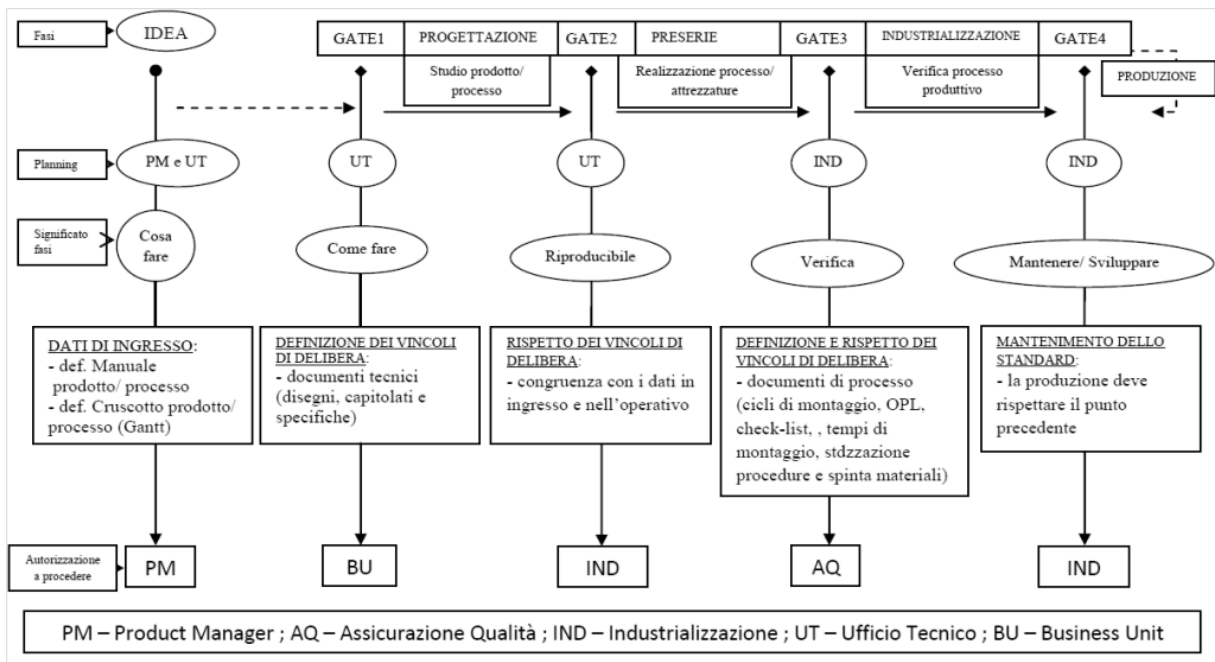 Fasi
IDEA
GATE1
PROGETTAZIONE
GATE2
PRESERIE
GATE3
INDUSTRIALIZZAZIONE
GATE4
Studio prodotto/
processo
Realizzazione processo/
attrezzature
Verifica processo
produttivo
PRODUZIONE
Planning
PM e UT
UT
UT
IND
IND
Significato
fasi
Cosa
fare
Come fare
Riproducibile
Verifica
Mantenere/ Sviluppare
DATI DI INGRESSO:
- def. Manuale
prodotto/ processo
- def. Cruscotto prodotto/
processo (Gantt)
DEFINIZIONE DEI VINCOLI
DI DELIBERA:
- documenti tecnici
(disegni, capitolati e
specifiche)
RISPETTO DEI VINCOLI DI
DELIBERA:
- congruenza con i dati in
ingresso e nell'operativo
DEFINIZIONE E RISPETTO DEI
VINCOLI DI DELIBERA:
- documenti di processo
(cicli di montaggio, OPL,
check-list, , tempi di
montaggio, stdzzazione
procedure e spinta materiali)
MANTENIMENTO DELLO
STANDARD:
- la produzione deve
rispettare il punto
precedente
Autorizzazione
a procedere
PM
BU
IND
AQ
IND
PM – Product Manager ; AQ – Assicurazione Qualità ; IND – Industrializzazione ; UT – Ufficio Tecnico ; BU – Business Unit